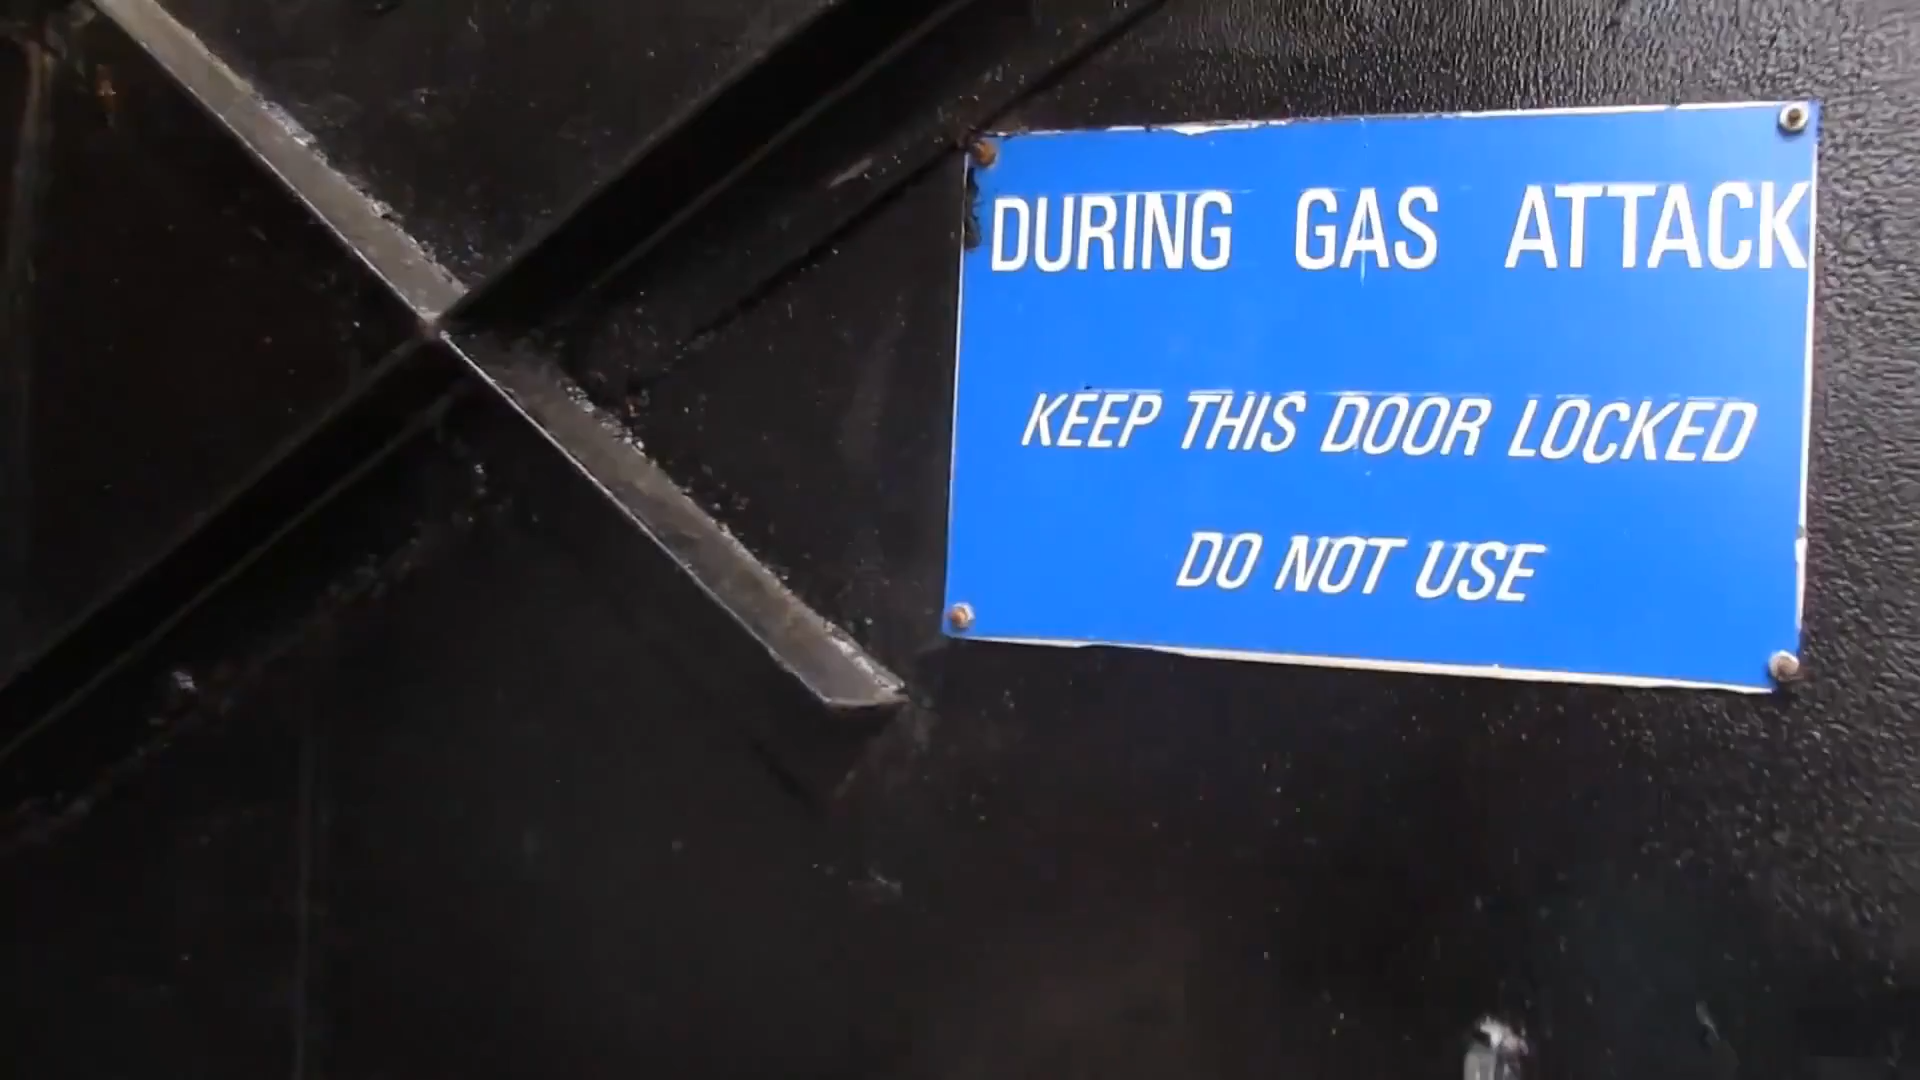 DURING GAS ATTACK
KEEP THIS DOOR LOCKED
DO NOT USE